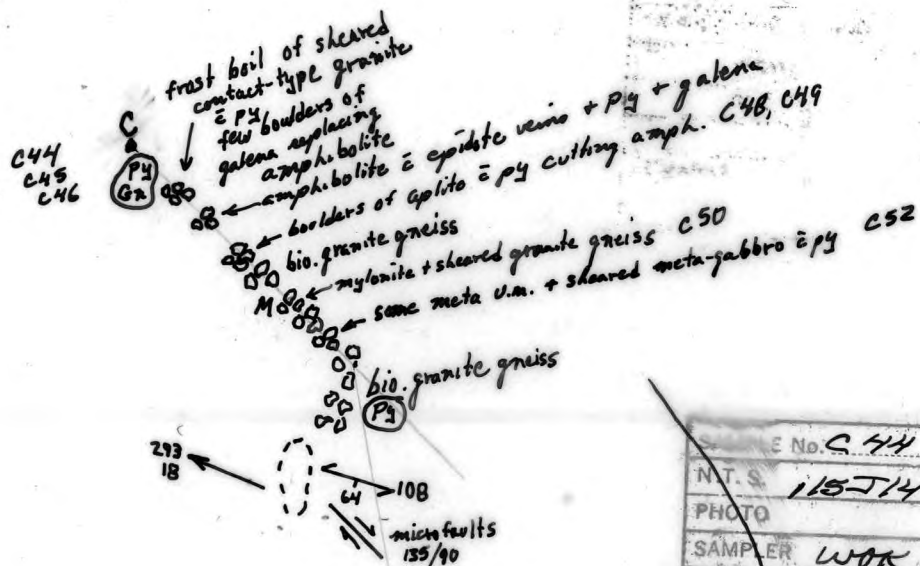 frost boil of sheared
contact-type granite
c̄ py
few boulders of
galena replacing
amphibolite
C
C44
C45
C46
Py
Gn
amphibolite c̄ epidote veins + Py + galena
boulders of aplite c̄ py cutting amph. C48, C49
bio. granite gneiss
M
mylonite + sheared granite gneiss C50
some meta u.m. + sheared meta-gabbro c̄ py C52
bio. granite gneiss
Py
293
18
64
108
microfaults
135/90
No. C 44
N.T.S. 115J14
PHOTO
SAMPLER